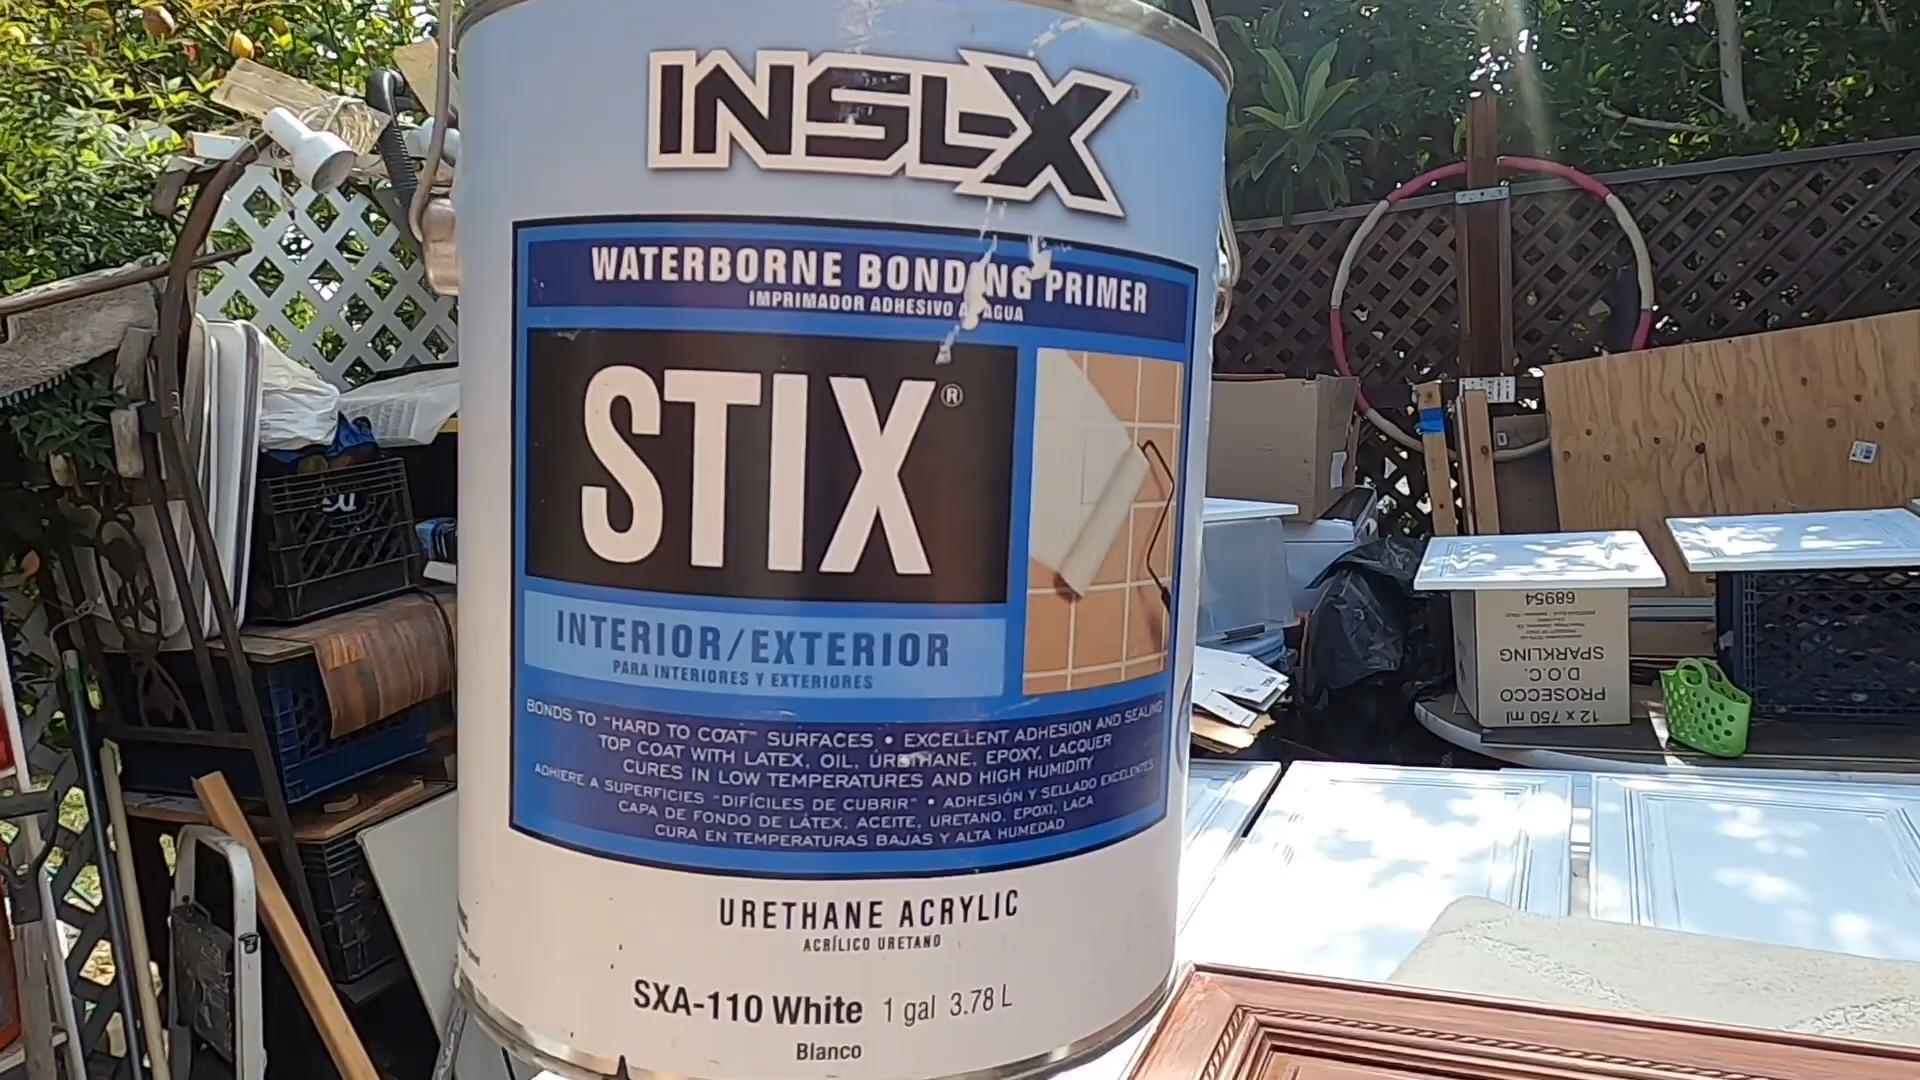 INSL-X
WATERBORNE BONDING PRIMER
IMPRIMADOR ADHESIVO AGUA
STIX®
INTERIOR/EXTERIOR
PARA INTERIORES Y EXTERIORES
BONDS TO "HARD TO COAT" SURFACES • EXCELLENT ADHESION AND SEALING
TOP COAT WITH LATEX, OIL, URETHANE, EPOXY, LACQUER
CURES IN LOW TEMPERATURES AND HIGH HUMIDITY
ADHIERE A SUPERFICIES "DIFÍCILES DE CUBRIR" • ADHESIÓN Y SELLADO EXCELENTES
CAPA DE FONDO DE LÁTEX, ACEITE, URETANO, EPOXI, LACA
CURA EN TEMPERATURAS BAJAS Y ALTA HUMEDAD
URETHANE ACRYLIC
ACRÍLICO URETANO
SXA-110 White 1 gal 3.78 L
Blanco
12 x 750 ml
PROSECCO
D.O.C.
SPARKLING
68954